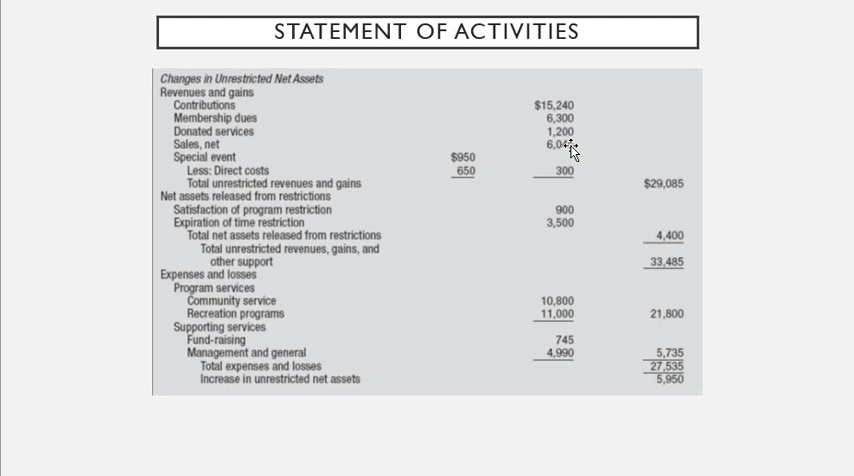 STATEMENT OF ACTIVITIES
Changes in Unrestricted Net Assets
Revenues and gains
Contributions $15,240
Membership dues 6,300
Donated services 1,200
Sales, net
Special event $950
Less: Direct costs 650 300
Total unrestricted revenues and gains $29,085
Net assets released from restrictions
Satisfaction of program restriction 900
Expiration of time restriction 3,500
Total net assets released from restrictions 4,400
Total unrestricted revenues, gains, and
other support 33,485
Expenses and losses
Program services
Community service 10,800
Recreation programs 11,000 21,800
Supporting services
Fund-raising 745
Management and general 4,990 5,735
Total expenses and losses 27,535
Increase in unrestricted net assets 5,950